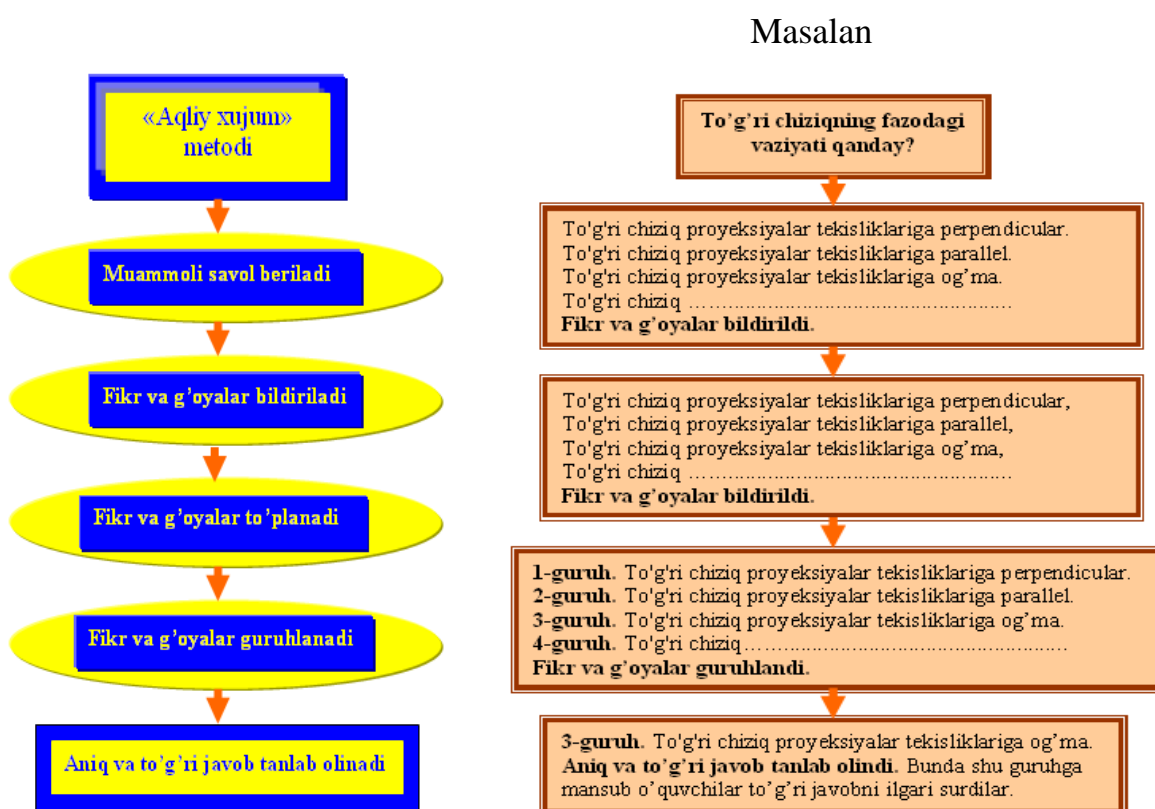 Masalan
«Aqliy xujum»
metodi
Muammoli savol beriladi
Fikr va g’oyalar bildiriladi
Fikr va g’oyalar to’planadi
Fikr va g’oyalar guruhlanadi
Aniq va to’g’ri javob tanlab olinadi
To’g’ri chiziqning fazodagi
vaziyati qanday?
To'g'ri chiziq proyeksiyalar tekisliklariga perpendicular.
To'g'ri chiziq proyeksiyalar tekisliklariga parallel.
To'g'ri chiziq proyeksiyalar tekisliklariga og’ma.
To'g'ri chiziq ............................................................
Fikr va g’oyalar bildirildi.
To'g'ri chiziq proyeksiyalar tekisliklariga perpendicular,
To'g'ri chiziq proyeksiyalar tekisliklariga parallel,
To'g'ri chiziq proyeksiyalar tekisliklariga og’ma,
To'g'ri chiziq ............................................................
Fikr va g’oyalar bildirildi.
1-guruh. To'g'ri chiziq proyeksiyalar tekisliklariga perpendicular.
2-guruh. To'g'ri chiziq proyeksiyalar tekisliklariga parallel.
3-guruh. To'g'ri chiziq proyeksiyalar tekisliklariga og’ma.
4-guruh. To'g'ri chiziq............................................................
Fikr va g’oyalar guruhlandi.
3-guruh. To'g'ri chiziq proyeksiyalar tekisliklariga og’ma.
Aniq va to’g’ri javob tanlab olindi. Bunda shu guruhga
mansub o’quvchilar to’g’ri javobni ilgari surdilar.